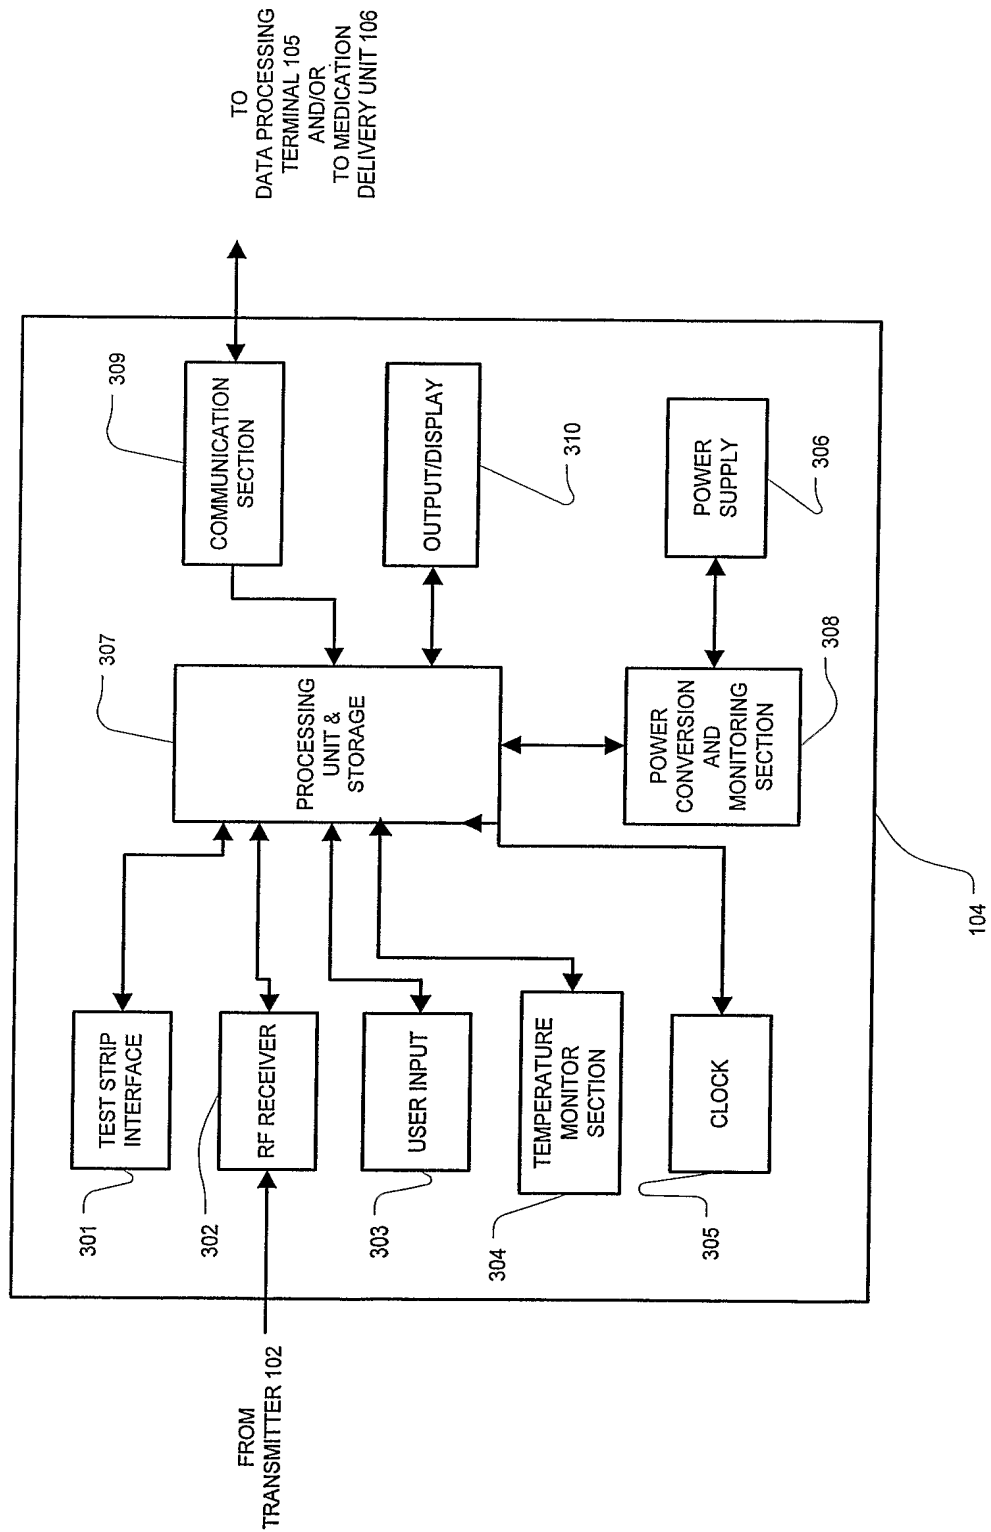 FROM
TRANSMITTER 102
301
TEST STRIP
INTERFACE
302
RF RECEIVER
303
USER INPUT
304
TEMPERATURE
MONITOR
SECTION
305
CLOCK
307
PROCESSING
UNIT &
STORAGE
308
POWER
CONVERSION
AND
MONITORING
SECTION
309
COMMUNICATION
SECTION
OUTPUT/DISPLAY
310
POWER
SUPPLY
306
104
TO
DATA PROCESSING
TERMINAL 105
AND/OR
TO MEDICATION
DELIVERY UNIT 106